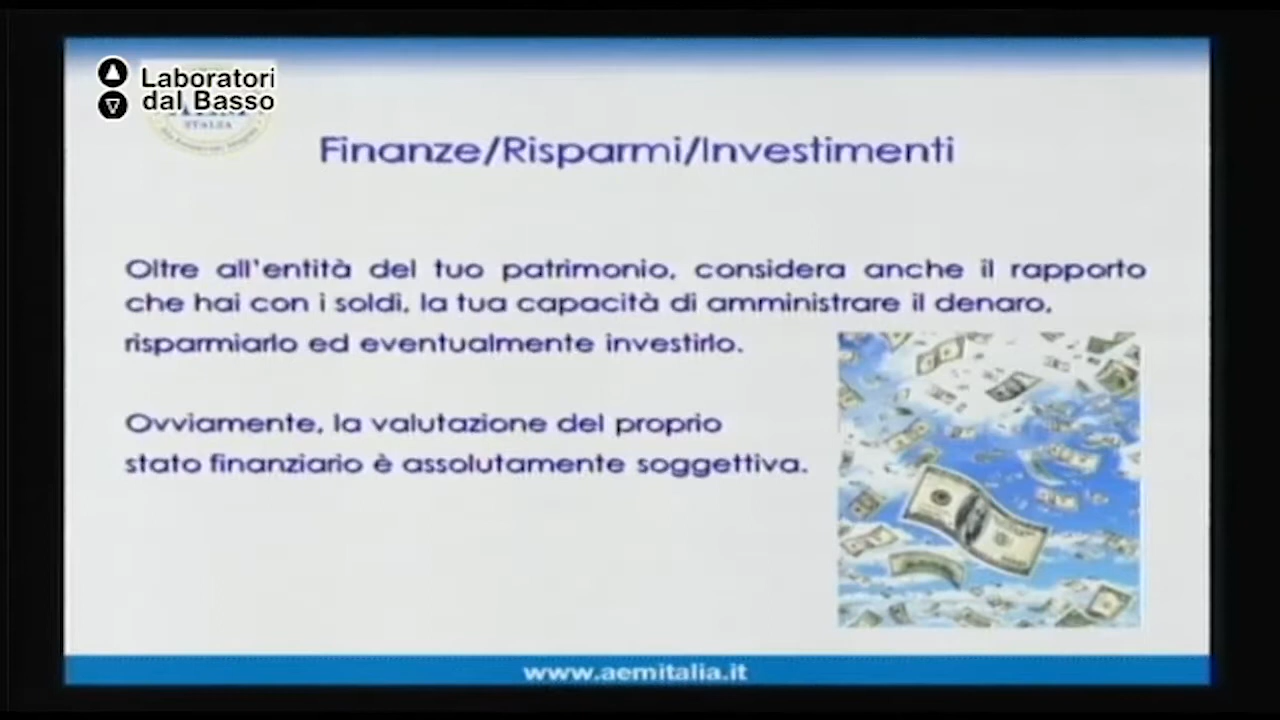 Laboratori
dal Basso
ITALIA
Finanze/Risparmi/Investimenti
Oltre all'entità del tuo patrimonio, considera anche il rapporto
che hai con i soldi, la tua capacità di amministrare il denaro,
risparmiarlo ed eventualmente investirlo.
Ovviamente, la valutazione del proprio
stato finanziario è assolutamente soggettiva.
www.aemitalia.it